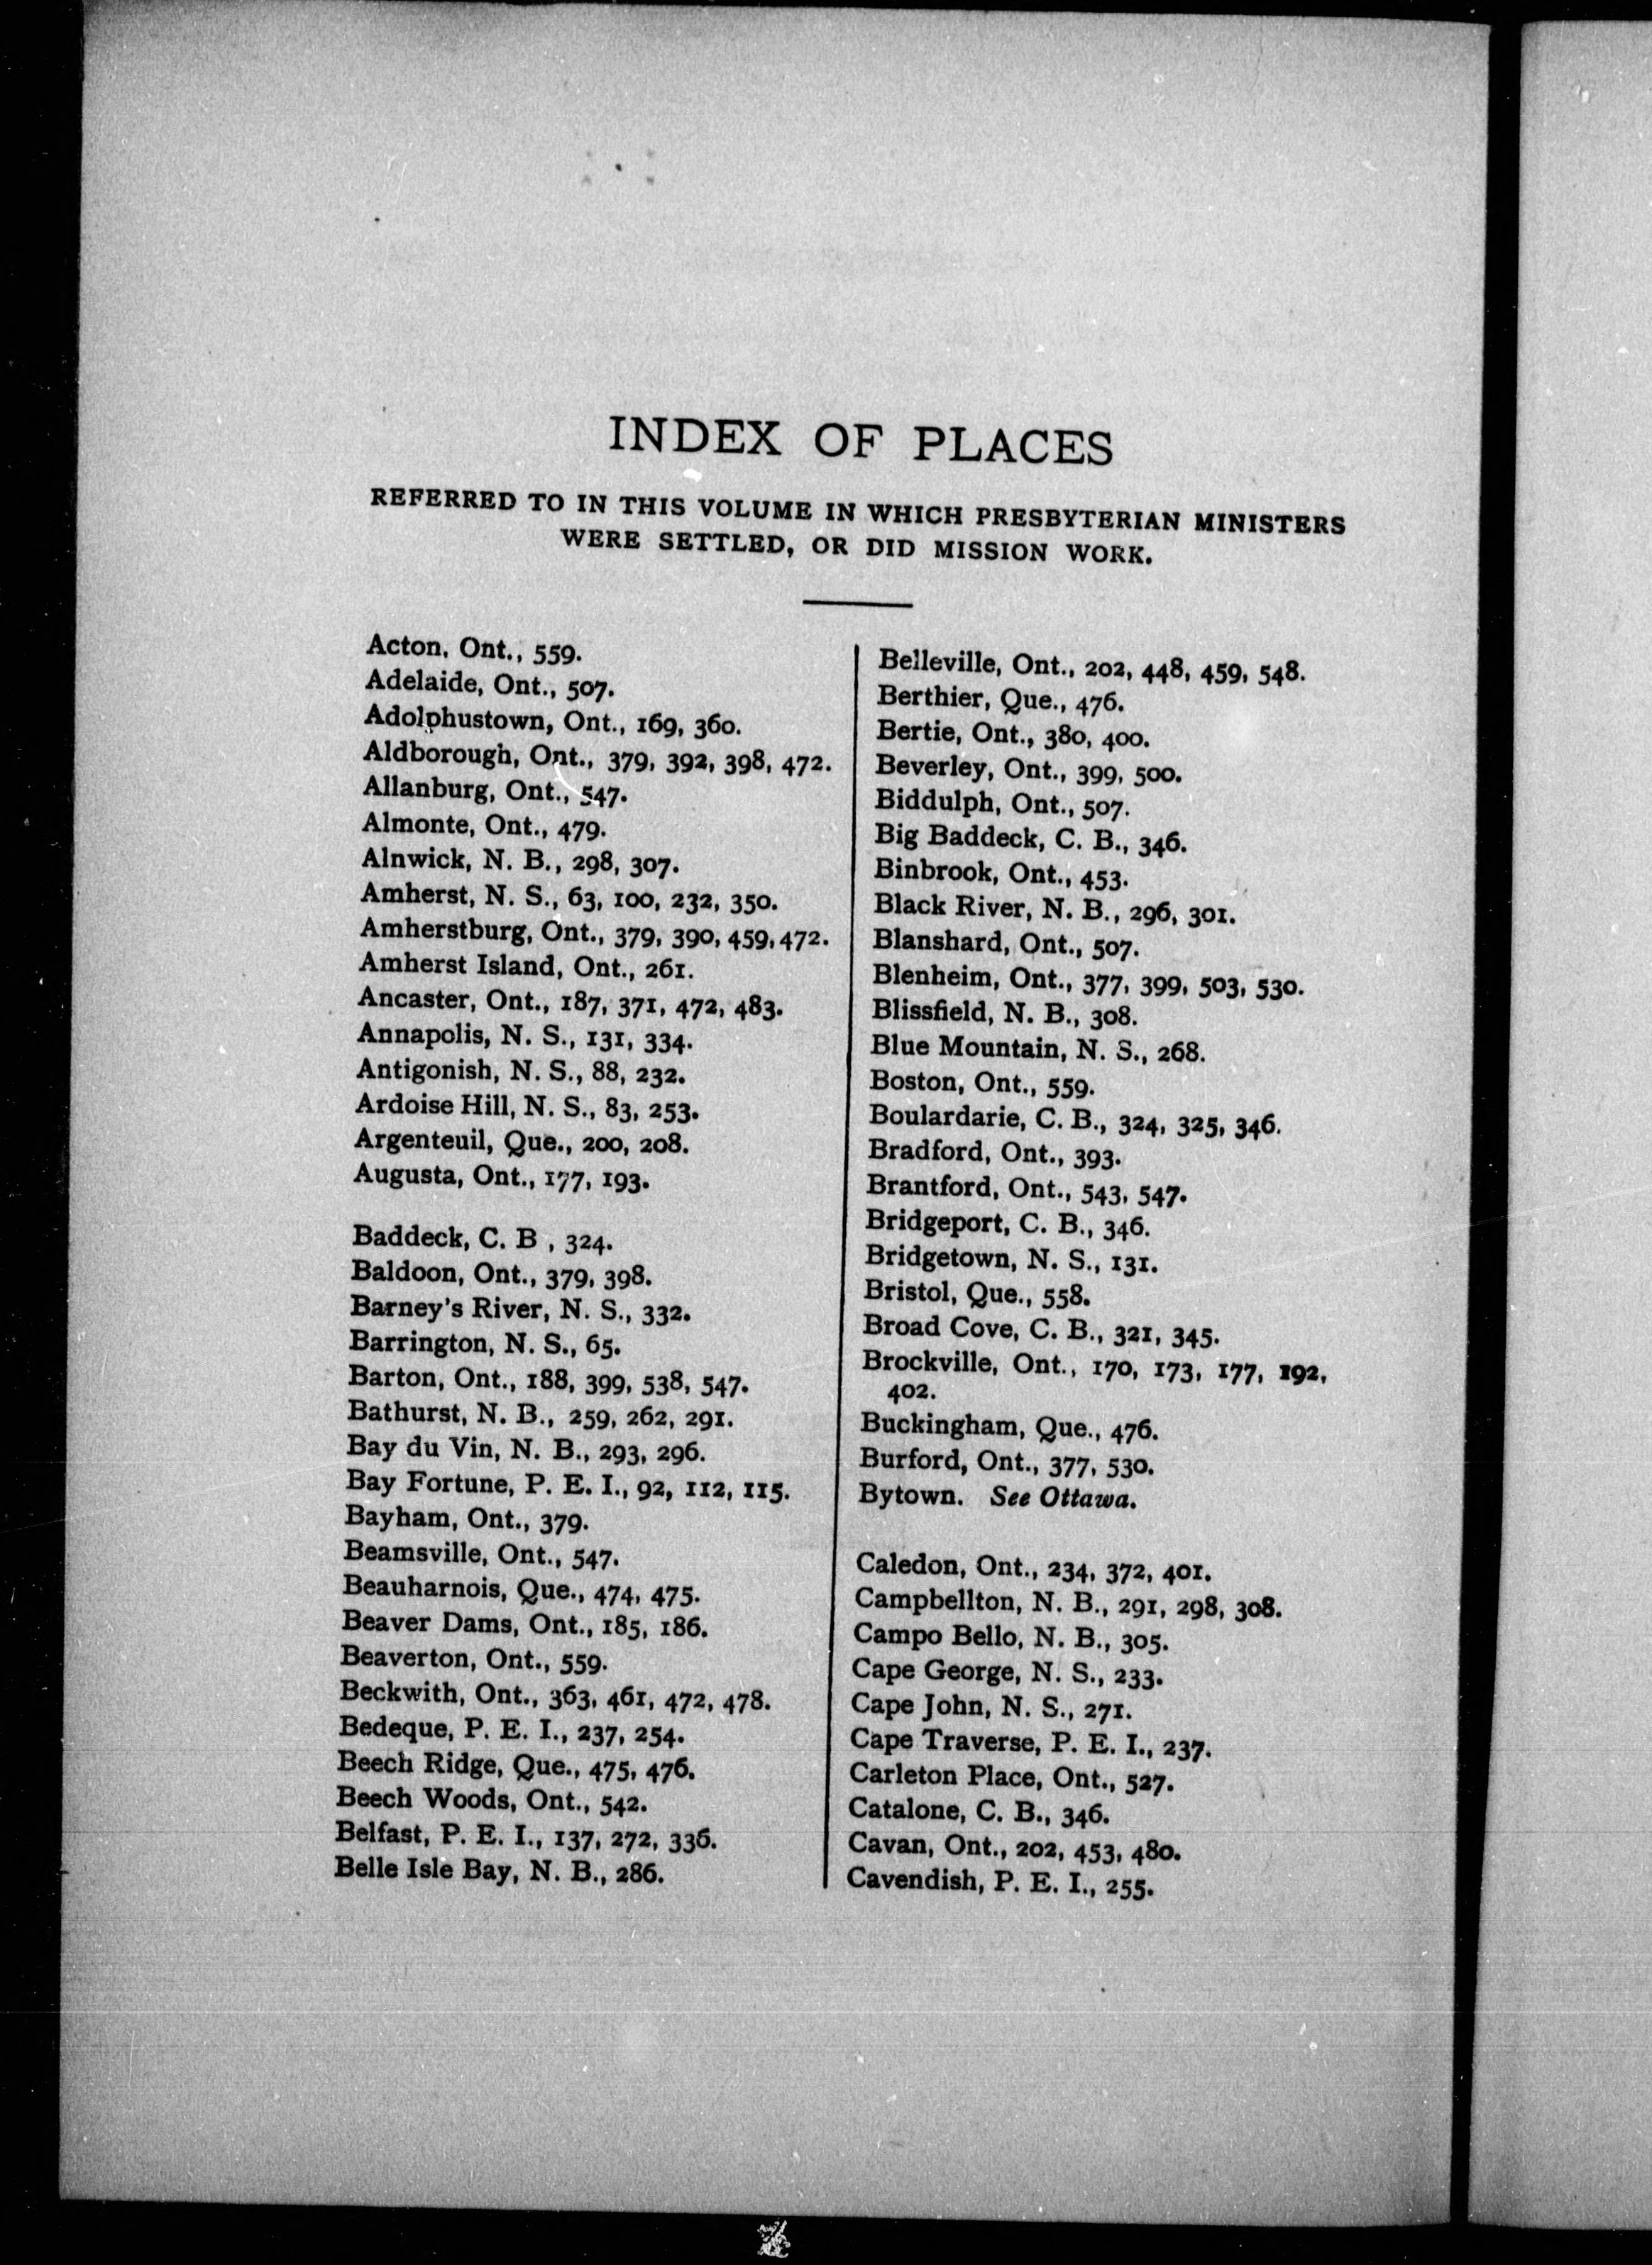 INDEX OF PLACES
REFERRED TO IN THIS VOLUME IN WHICH PRESBYTERIAN MINISTERS
WERE SETTLED, OR DID MISSION WORK.
Acton, Ont., 559.
Adelaide, Ont., 507.
Adolphustown, Ont., 169, 360.
Aldborough, Ont., 379, 392, 398, 472.
Allanburg, Ont., 547.
Almonte, Ont., 479.
Alnwick, N. B., 298, 307.
Amherst, N. S., 63, 100, 232, 350.
Amherstburg, Ont., 379, 390, 459, 472.
Amherst Island, Ont., 261.
Ancaster, Ont., 187, 371, 472, 483.
Annapolis, N. S., 131, 334.
Antigonish, N. S., 88, 232.
Ardoise Hill, N. S., 83, 253.
Argenteuil, Que., 200, 208.
Augusta, Ont., 177, 193.
Baddeck, C. B , 324.
Baldoon, Ont., 379, 398.
Barney's River, N. S., 332.
Barrington, N. S., 65.
Barton, Ont., 188, 399, 538, 547.
Bathurst, N. B., 259, 262, 291.
Bay du Vin, N. B., 293, 296.
Bay Fortune, P. E. I., 92, 112, 115.
Bayham, Ont., 379.
Beamsville, Ont., 547.
Beauharnois, Que., 474, 475.
Beaver Dams, Ont., 185, 186.
Beaverton, Ont., 559.
Beckwith, Ont., 363, 461, 472, 478.
Bedeque, P. E. I., 237, 254.
Beech Ridge, Que., 475, 476.
Beech Woods, Ont., 542.
Belfast, P. E. I., 137, 272, 336.
Belle Isle Bay, N. B., 286.
Belleville, Ont., 202, 448, 459, 548.
Berthier, Que., 476.
Bertie, Ont., 380, 400.
Beverley, Ont., 399, 500.
Biddulph, Ont., 507.
Big Baddeck, C. B., 346.
Binbrook, Ont., 453.
Black River, N. B., 296, 301.
Blanshard, Ont., 507.
Blenheim, Ont., 377, 399, 503, 530.
Blissfield, N. B., 308.
Blue Mountain, N. S., 268.
Boston, Ont., 559.
Boulardarie, C. B., 324, 325, 346.
Bradford, Ont., 393.
Brantford, Ont., 543, 547.
Bridgeport, C. B., 346.
Bridgetown, N. S., 131.
Bristol, Que., 558.
Broad Cove, C. B., 321, 345.
Brockville, Ont., 170, 173, 177, 192,
402.
Buckingham, Que., 476.
Burford, Ont., 377, 530.
Bytown. See Ottawa.
Caledon, Ont., 234, 372, 401.
Campbellton, N. B., 291, 298, 308.
Campo Bello, N. B., 305.
Cape George, N. S., 233.
Cape John, N. S., 271.
Cape Traverse, P. E. I., 237.
Carleton Place, Ont., 527.
Catalone, C. B., 346.
Cavan, Ont., 202, 453, 480.
Cavendish, P. E. I., 255.